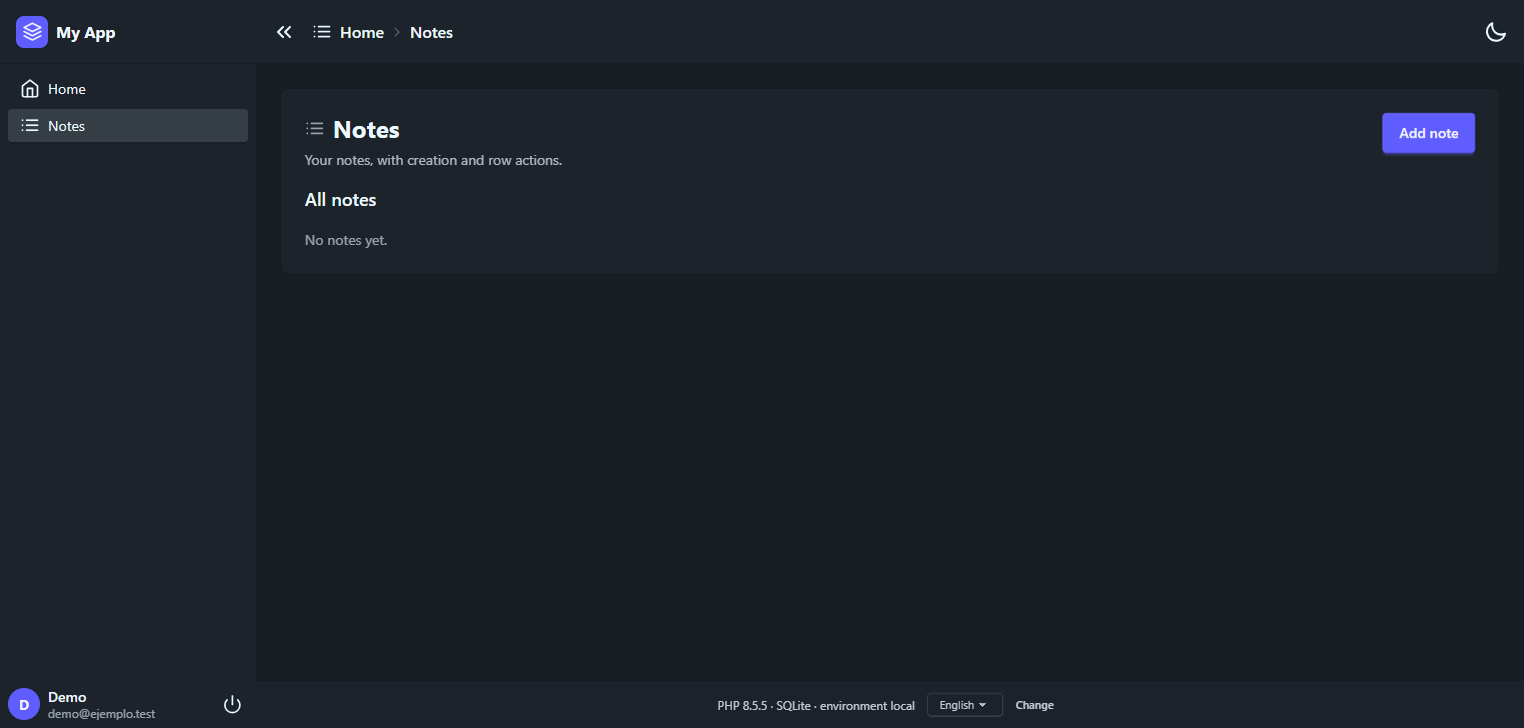 My App
Home
Notes
Home > Notes
Notes
Add note
Your notes, with creation and row actions.
All notes
No notes yet.
D
Demo
demo@ejemplo.test
PHP 8.5.5 · SQLite · environment local
English
Change